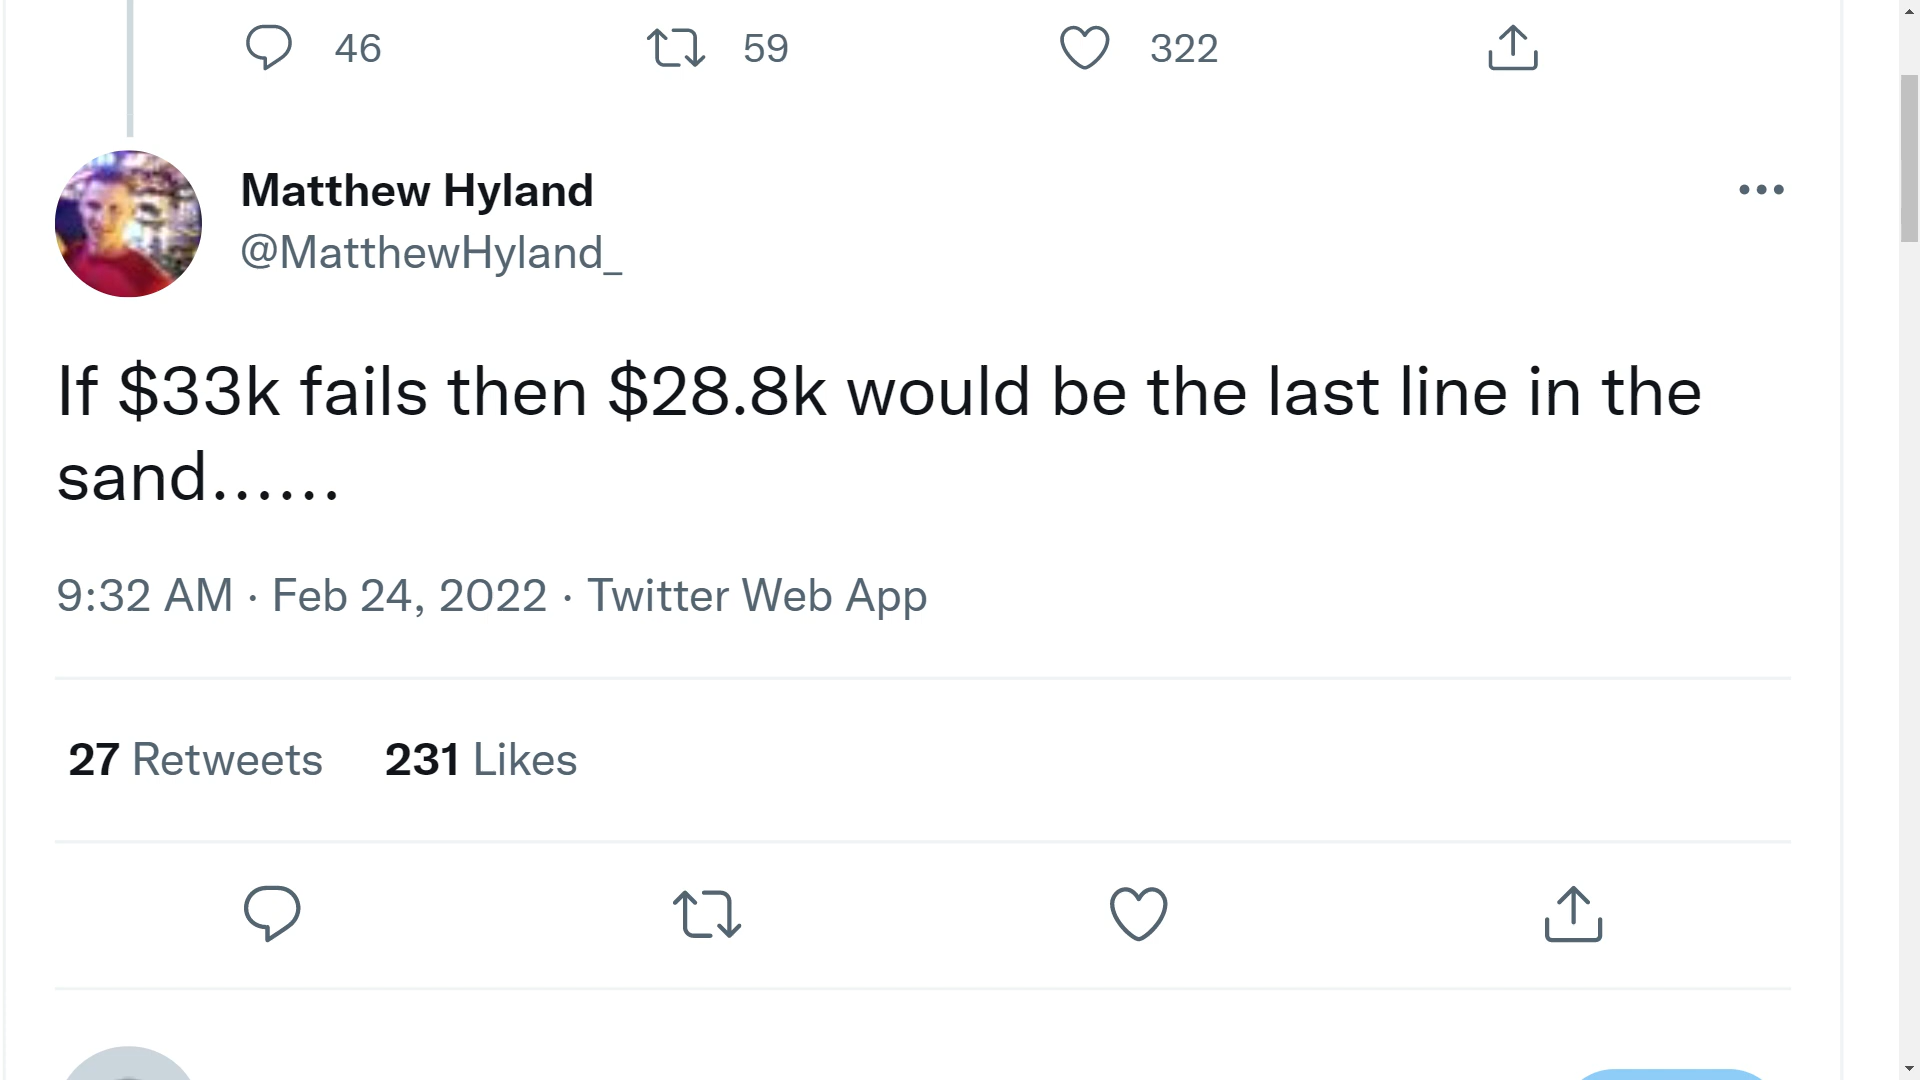 46 59 322
Matthew Hyland
@MatthewHyland_
If $33k fails then $28.8k would be the last line in the
sand......
9:32 AM · Feb 24, 2022 · Twitter Web App
27 Retweets 231 Likes